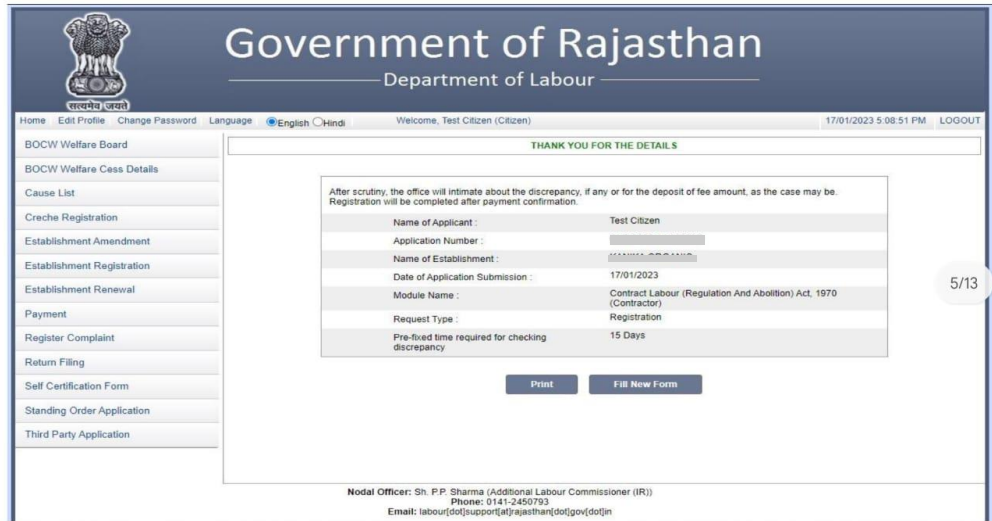 Government of Rajasthan
Department of Labour
सत्यमेव जयते
Home Edit Profile Change Password Language English Hindi Welcome, Test Citizen (Citizen) 17/01/2023 5:08:51 PM LOGOUT
BOCW Welfare Board
BOCW Welfare Cess Details
Cause List
Creche Registration
Establishment Amendment
Establishment Registration
Establishment Renewal
Payment
Register Complaint
Return Filing
Self Certification Form
Standing Order Application
Third Party Application
THANK YOU FOR THE DETAILS
After scrutiny, the office will intimate about the discrepancy, if any or for the deposit of fee amount, as the case may be.
Registration will be completed after payment confirmation.
Name of Applicant : Test Citizen
Application Number :
Name of Establishment :
Date of Application Submission : 17/01/2023
Module Name : Contract Labour (Regulation And Abolition) Act, 1970
(Contractor)
Request Type : Registration
Pre-fixed time required for checking 15 Days
discrepancy
Print Fill New Form
5/13
Nodal Officer: Sh. P.P. Sharma (Additional Labour Commissioner (IR))
Phone: 0141-2450793
Email: labour[dot]support[at]rajasthan[dot]gov[dot]in